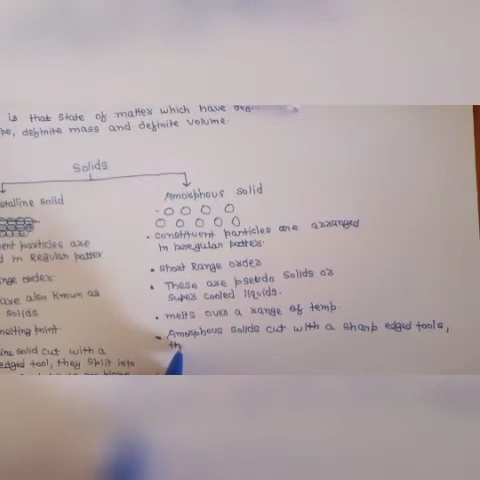 is that state of matter which have
definite mass and definite volume.
Solids
stalline solid
ent particles are
d in Regular patter
nge order.
are also known as
solids
melting point.
solid cut with a
edged tool, they split into
Amorphous solid
• Constituent particles are arranged
in irregular patter.
• Short Range order
• These are pseudo solids or
super cooled liquids.
• melts over a range of temp.
• Amorphous solids cut with a sharp edged tools,
th